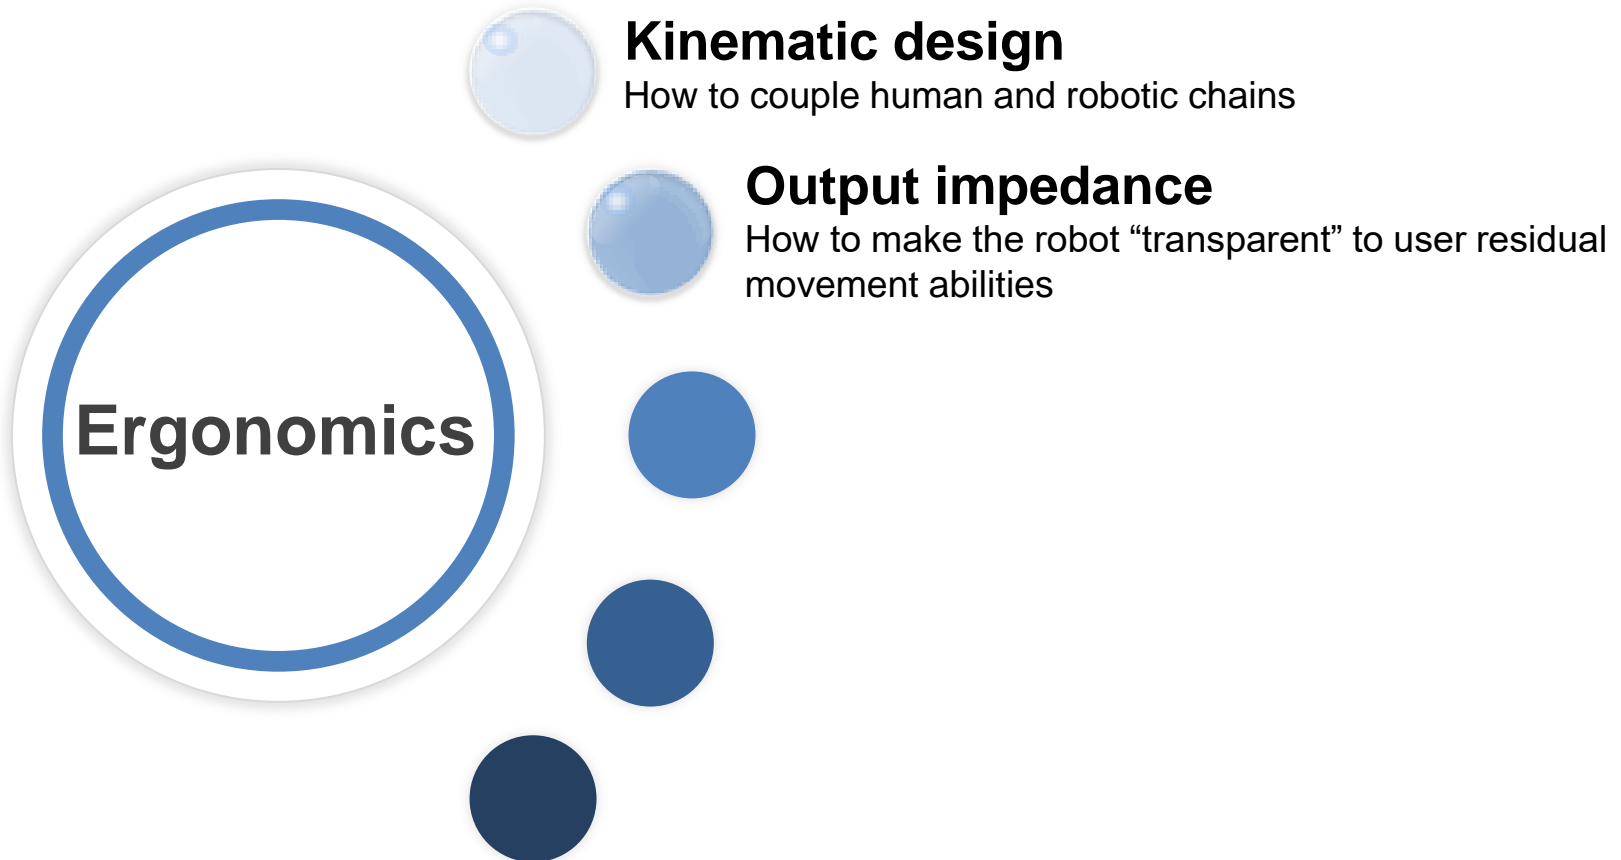 Kinematic design
How to couple human and robotic chains
Output impedance
How to make the robot “transparent” to user residual
movement abilities
Ergonomics